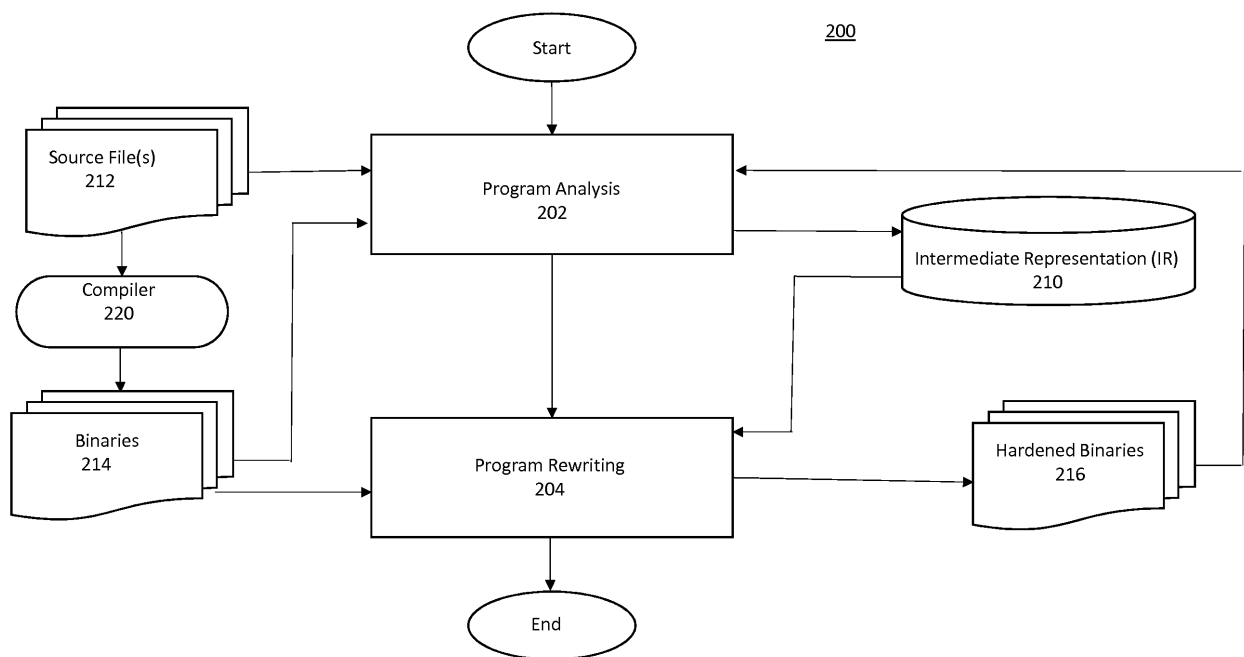 Start
200
Source File(s)
212
Program Analysis
202
Intermediate Representation (IR)
210
Compiler
220
Binaries
214
Program Rewriting
204
Hardened Binaries
216
End